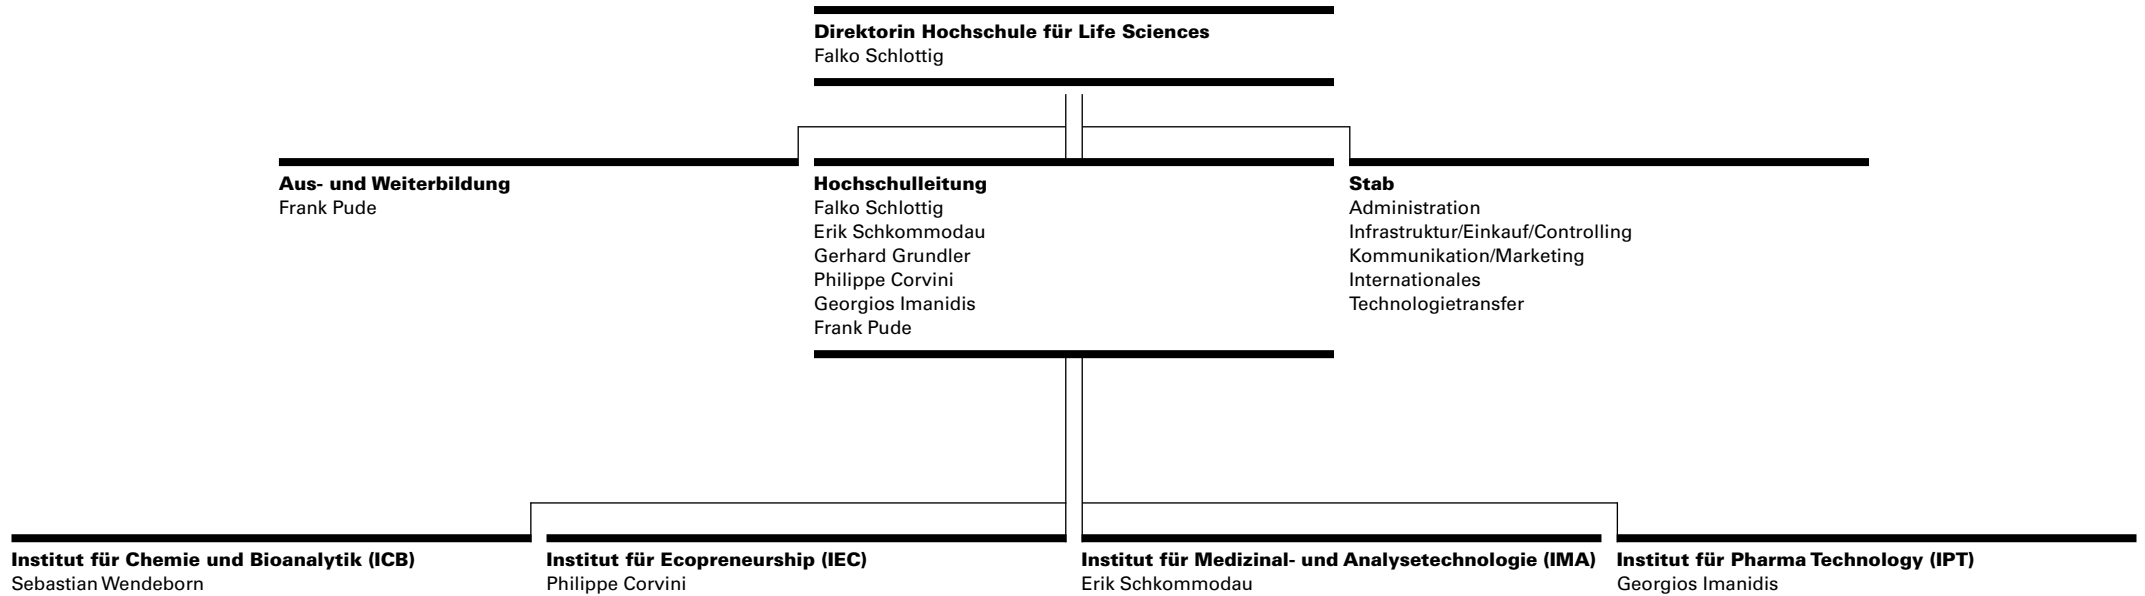 Direktorin Hochschule für Life Sciences
Falko Schlottig
Aus- und Weiterbildung
Frank Pude
Hochschulleitung
Falko Schlottig
Erik Schkommodau
Gerhard Grundler
Philippe Corvini
Georgios Imanidis
Frank Pude
Stab
Administration
Infrastruktur/Einkauf/Controlling
Kommunikation/Marketing
Internationales
Technologietransfer
Institut für Chemie und Bioanalytik (ICB)
Sebastian Wendeborn
Institut für Ecopreneurship (IEC)
Philippe Corvini
Institut für Medizinal- und Analysetechnologie (IMA)
Erik Schkommodau
Institut für Pharma Technology (IPT)
Georgios Imanidis